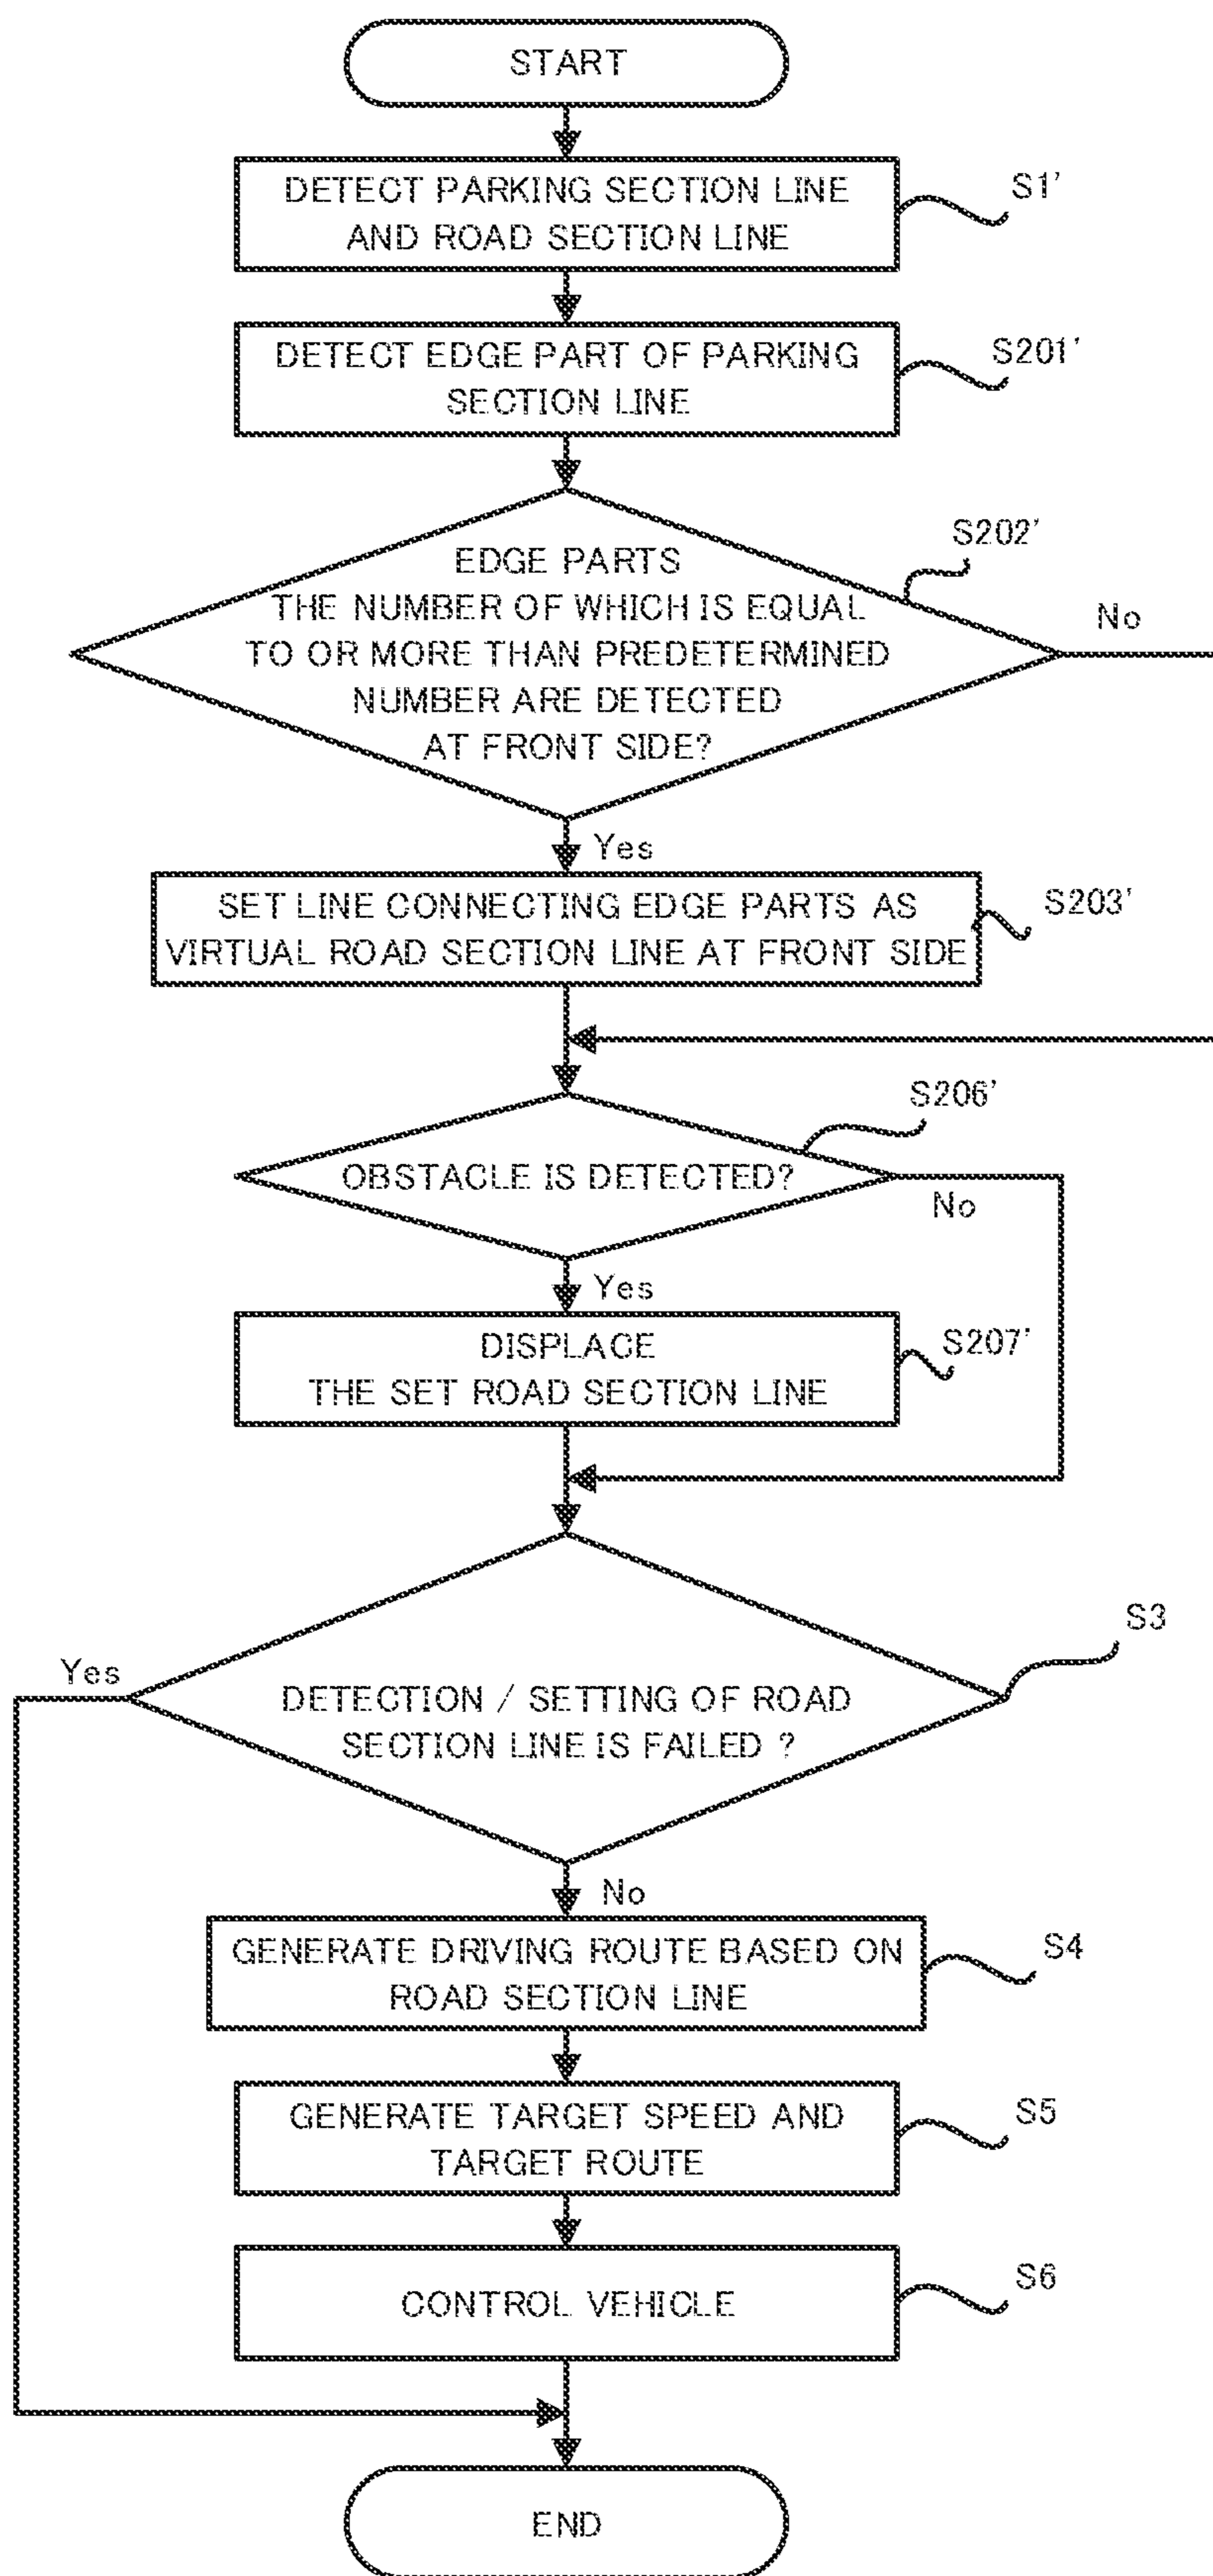 START
DETECT PARKING SECTION LINE
AND ROAD SECTION LINE
S1'
DETECT EDGE PART OF PARKING
SECTION LINE
S201'
EDGE PARTS
THE NUMBER OF WHICH IS EQUAL
TO OR MORE THAN PREDETERMINED
NUMBER ARE DETECTED
AT FRONT SIDE?
S202'
No
Yes
SET LINE CONNECTING EDGE PARTS AS
VIRTUAL ROAD SECTION LINE AT FRONT SIDE
S203'
OBSTACLE IS DETECTED?
S206'
No
Yes
DISPLACE
THE SET ROAD SECTION LINE
S207'
DETECTION / SETTING OF ROAD
SECTION LINE IS FAILED ?
S3
Yes
No
GENERATE DRIVING ROUTE BASED ON
ROAD SECTION LINE
S4
GENERATE TARGET SPEED AND
TARGET ROUTE
S5
CONTROL VEHICLE
S6
END